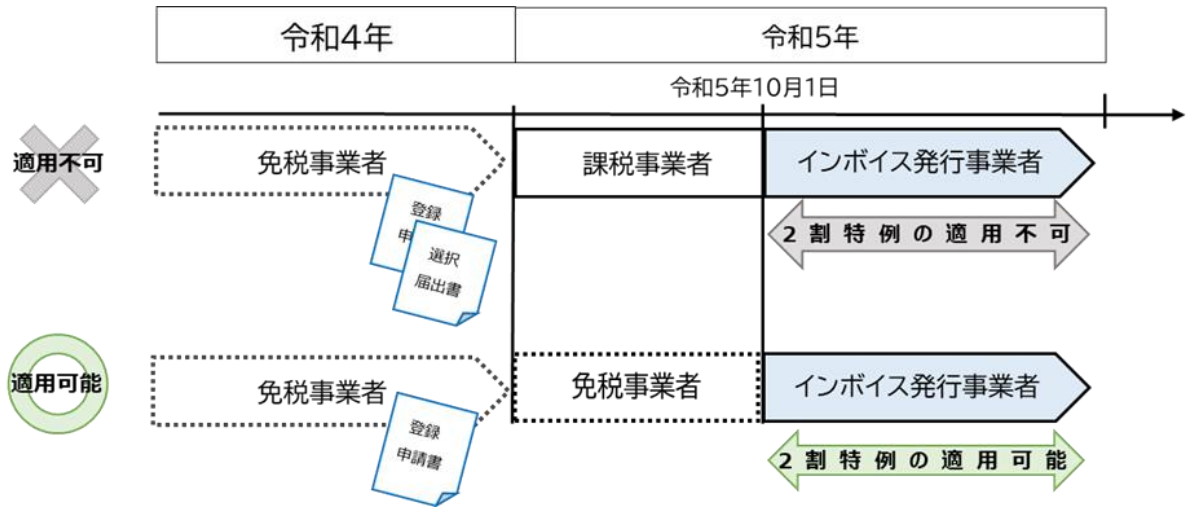 令和4年
令和5年
令和5年10月1日
適用不可
免税事業者
課税事業者
インボイス発行事業者
登録
申
選択
届出書
2割特例の適用不可
適用可能
免税事業者
免税事業者
インボイス発行事業者
登録
申請書
2割特例の適用可能